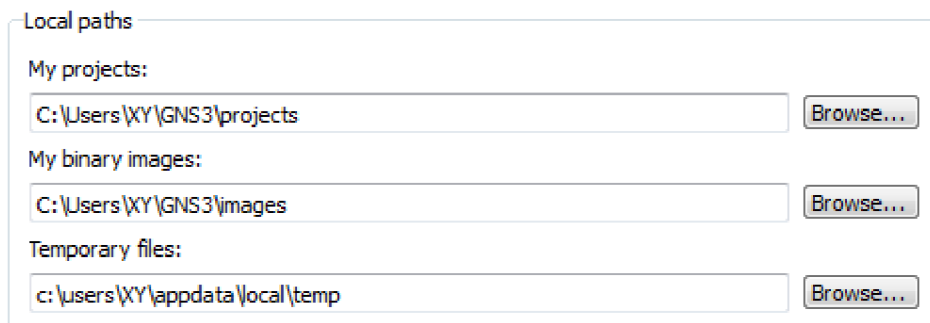 Local paths
My projects:
C:\Users\XY\GNS3\projects Browse...
My binary images:
C:\Users\XY\GNS3\images Browse...
Temporary files:
c:\users\XY\appdata\local\temp Browse...